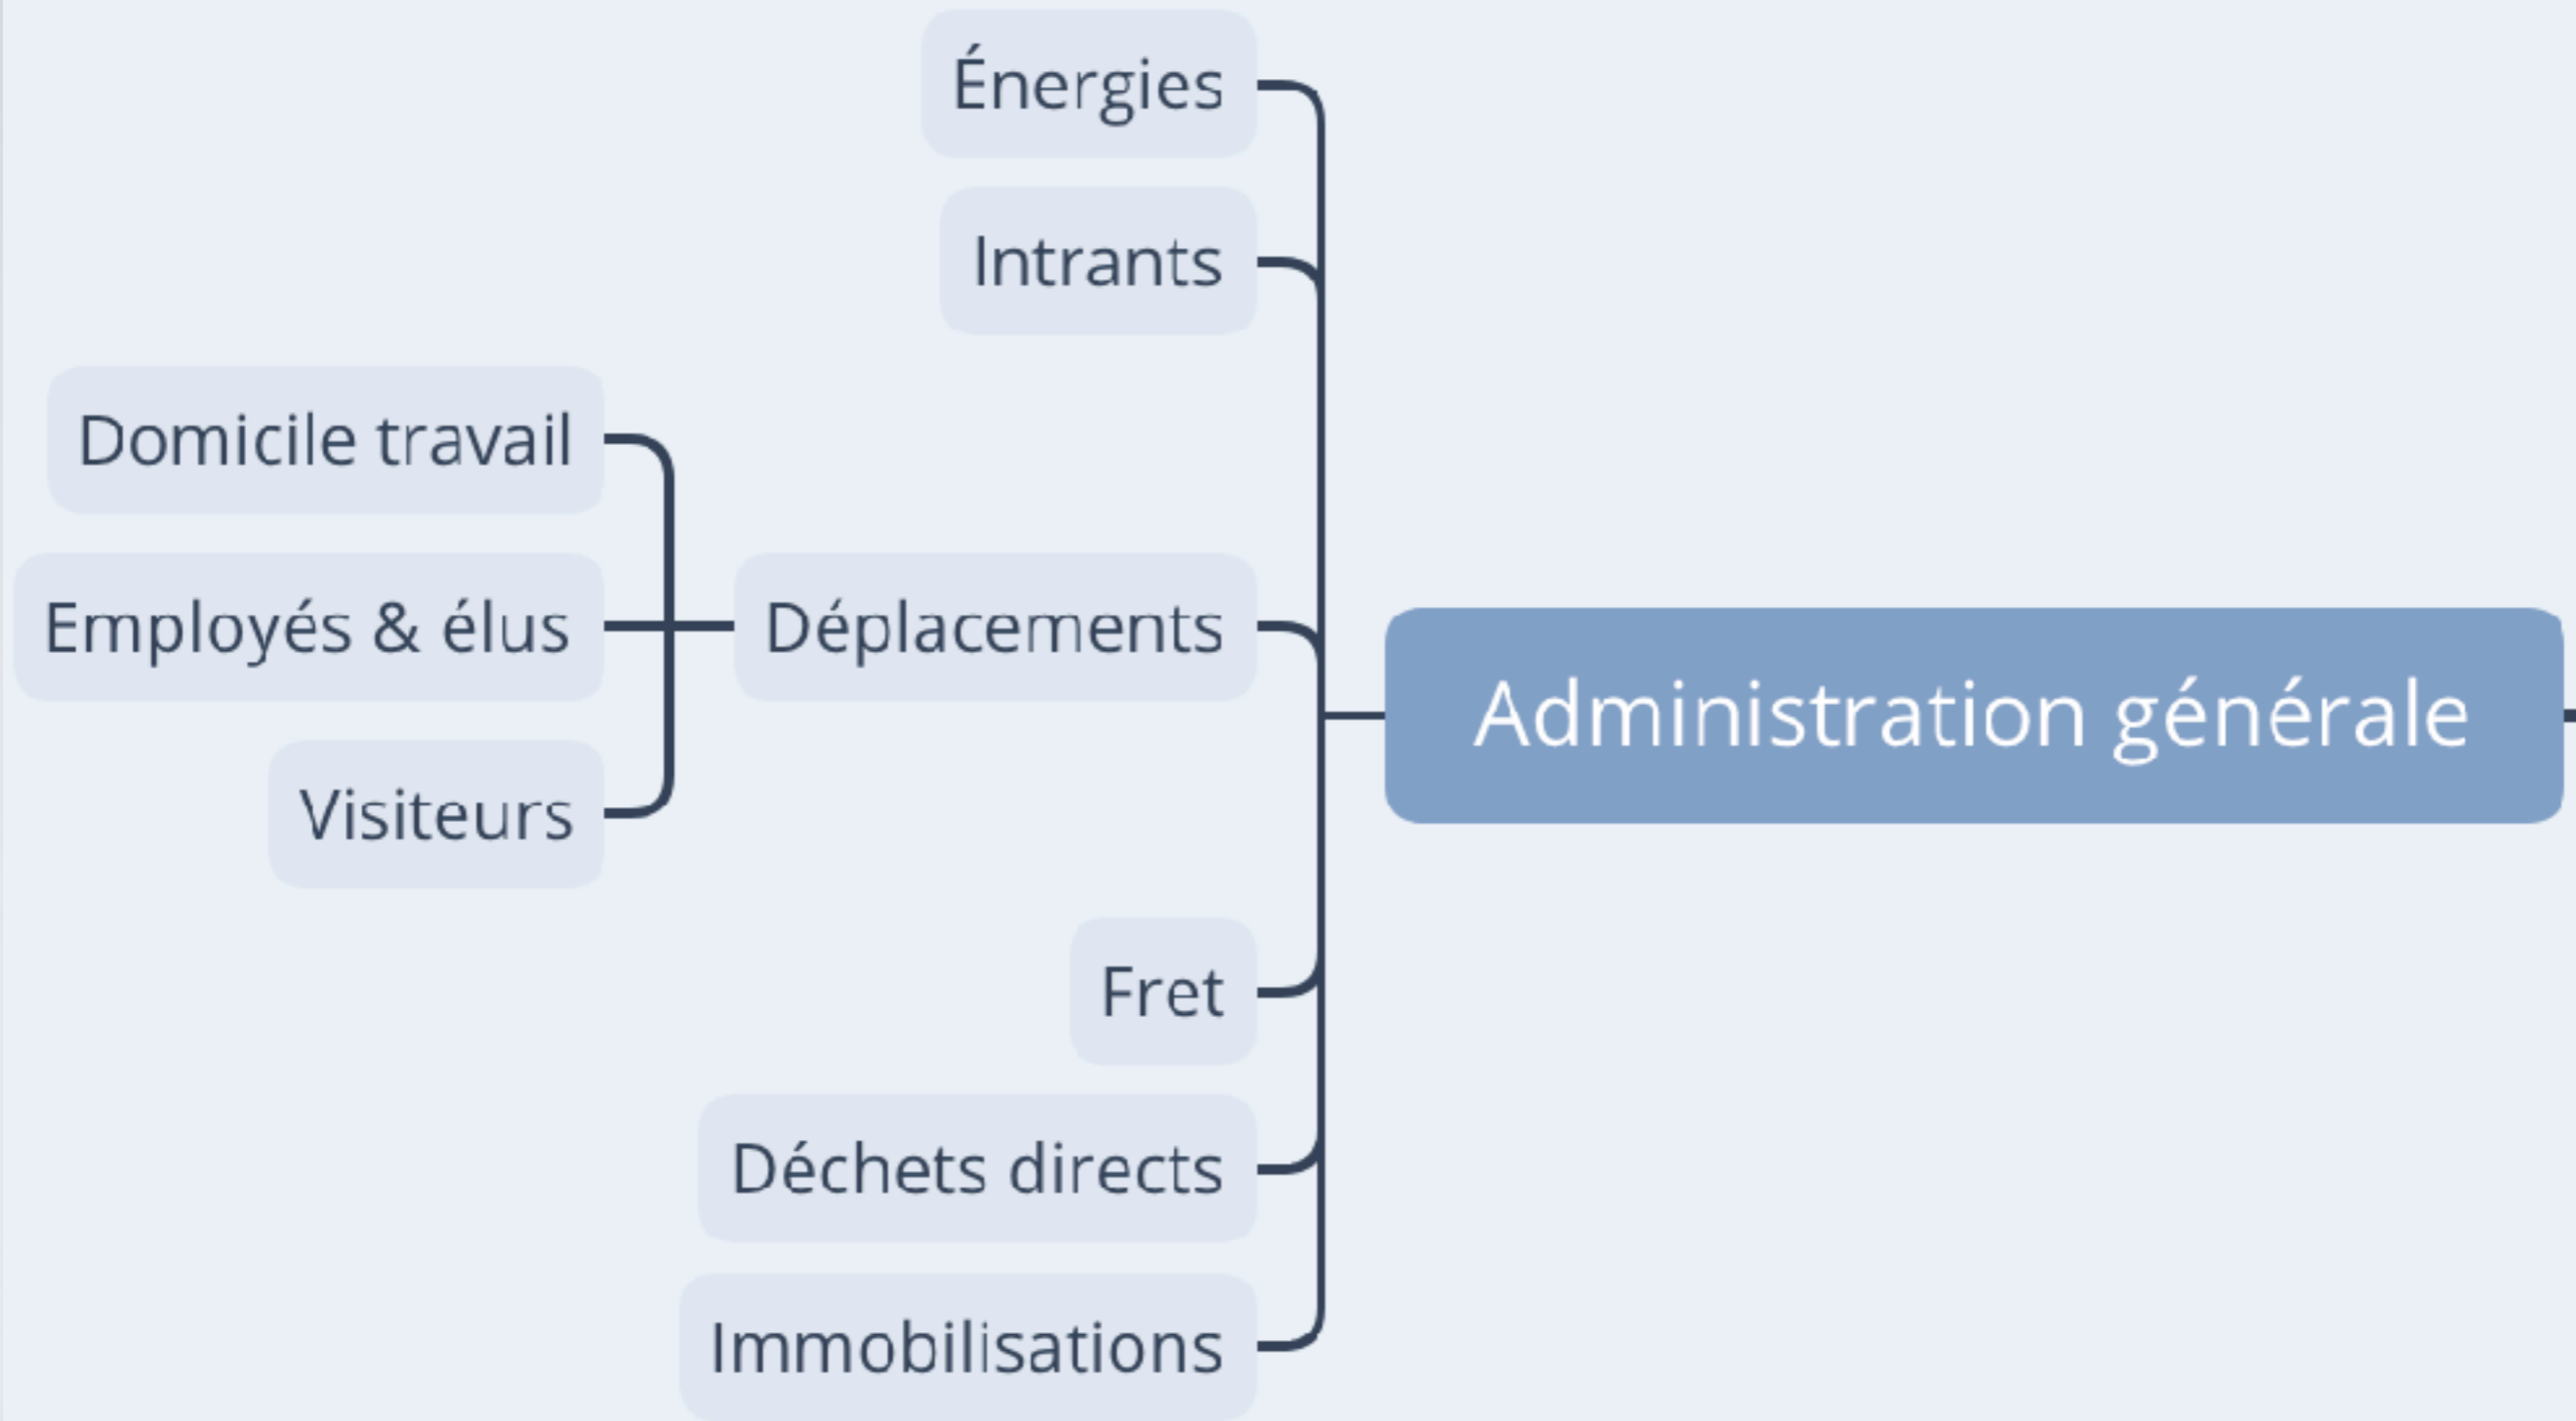 Énergies
Intrants
Domicile travail
Employés & élus
Déplacements
Visiteurs
Administration générale
Fret
Déchets directs
Immobilisations